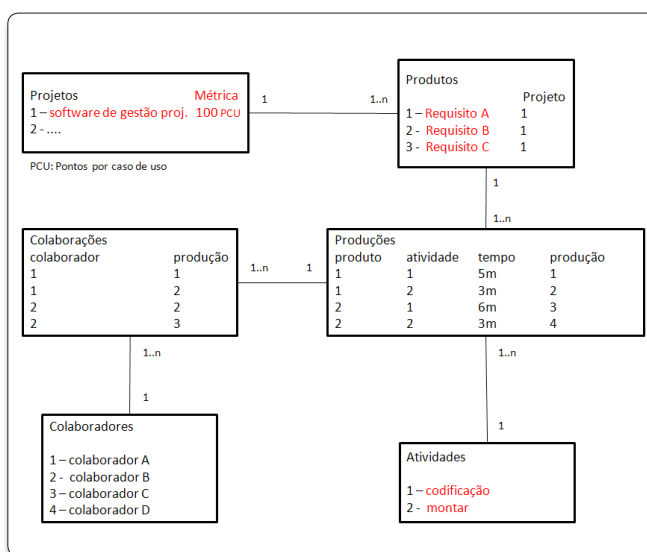 Projetos Métrica
1 – software de gestão proj. 100 PCU
2 - ....
PCU: Pontos por caso de uso
1 1..n
Produtos
Projeto
1 – Requisito A 1
2 - Requisito B 1
3 - Requisito C 1
1
1..n
Colaborações
colaborador produção
1 1
1 2
2 2
2 3
1..n 1
Produções
produto atividade tempo produção
1 1 5m 1
1 2 3m 2
2 1 6m 3
2 2 3m 4
1..n
1
Colaboradores
1 – colaborador A
2 - colaborador B
3 – colaborador C
4 – colaborador D
1..n
1
Atividades
1 – codificação
2 - montar